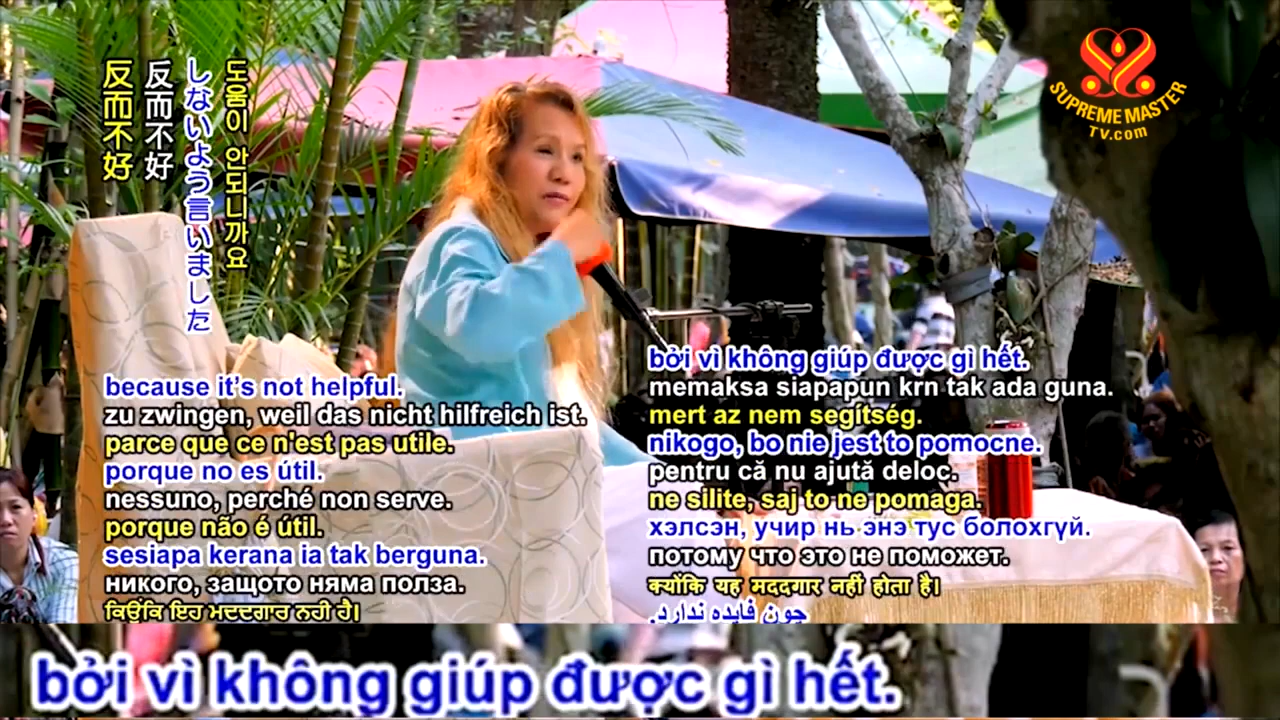 反而不好
反而不好
しないよう言いました
도움이 안되니까요
SUPREME MASTER
TV.com
because it's not helpful.
zu zwingen, weil das nicht hilfreich ist.
parce que ce n'est pas utile.
porque no es útil.
nessuno, perché non serve.
porque não é útil.
sesiapa kerana ia tak berguna.
никого, защото няма полза.
ਕਿਉਂਕਿ ਇਹ ਮਦਦਗਾਰ ਨਹੀ ਹੈ।
bởi vì không giúp được gì hết.
memaksa siapapun krn tak ada guna.
mert az nem segítség.
nikogo, bo nie jest to pomocne.
pentru că nu ajută deloc.
ne silite, saj to ne pomaga.
хэлсэн, учир нь энэ тус болохгүй.
потому что это не поможет.
क्योंकि यह मददगार नहीं होता है।
چون فایده ندارد.
bởi vì không giúp được gì hết.